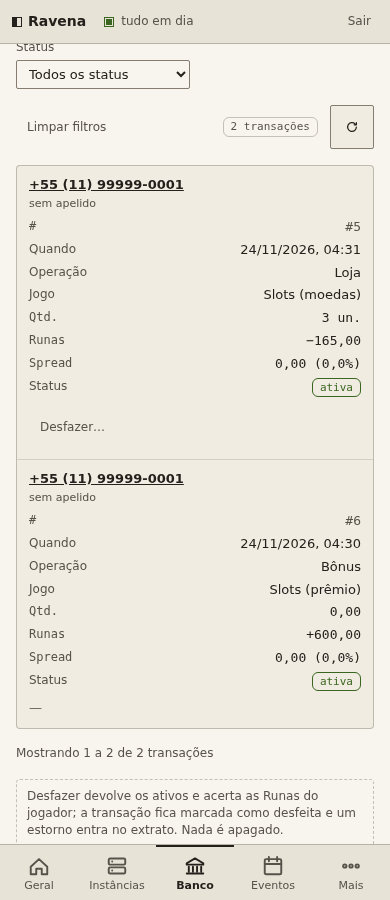 Ravena
tudo em dia
Sair
Status
Todos os status
Limpar filtros
2 transações
+55 (11) 99999-0001
sem apelido
# #5
Quando 24/11/2026, 04:31
Operação Loja
Jogo Slots (moedas)
Qtd. 3 un.
Runas −165,00
Spread 0,00 (0,0%)
Status ativa
Desfazer…
+55 (11) 99999-0001
sem apelido
# #6
Quando 24/11/2026, 04:30
Operação Bônus
Jogo Slots (prêmio)
Qtd. 0,00
Runas +600,00
Spread 0,00 (0,0%)
Status ativa
—
Mostrando 1 a 2 de 2 transações
Desfazer devolve os ativos e acerta as Runas do
jogador; a transação fica marcada como desfeita e um
estorno entra no extrato. Nada é apagado.
Geral
Instâncias
Banco
Eventos
Mais